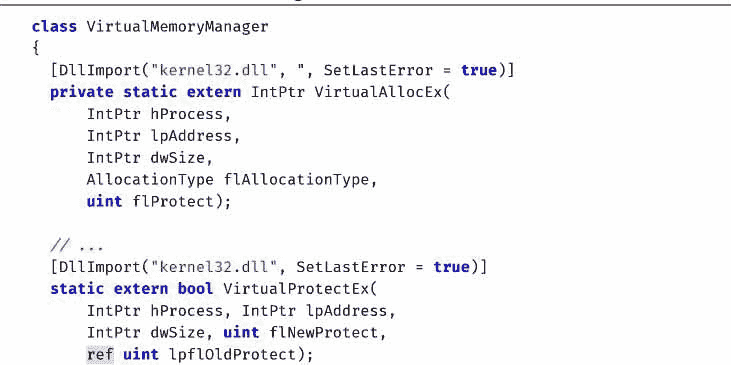 class VirtualMemoryManager
{
[DllImport("kernel32.dll", ", SetLastError = true)]
private static extern IntPtr VirtualAllocEx(
IntPtr hProcess,
IntPtr lpAddress,
IntPtr dwSize,
AllocationType flAllocationType,
uint flProtect);
// ...
[DllImport("kernel32.dll", SetLastError = true)]
static extern bool VirtualProtectEx(
IntPtr hProcess, IntPtr lpAddress,
IntPtr dwSize, uint flNewProtect,
ref uint lpflOldProtect);